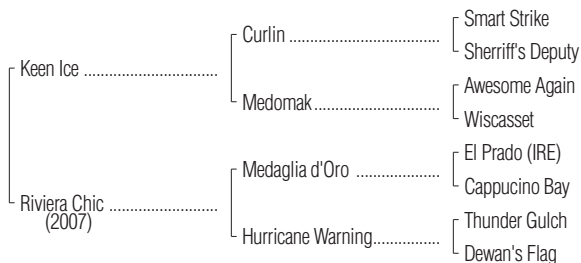 Smart Strike
Curlin ........................................
Sherriff's Deputy
Keen Ice ...................................
Awesome Again
Medomak.................................
Wiscasset
El Prado (IRE)
Medaglia d'Oro ......................
Cappucino Bay
Riviera Chic ............................
(2007)
Thunder Gulch
Hurricane Warning.................
Dewan's Flag